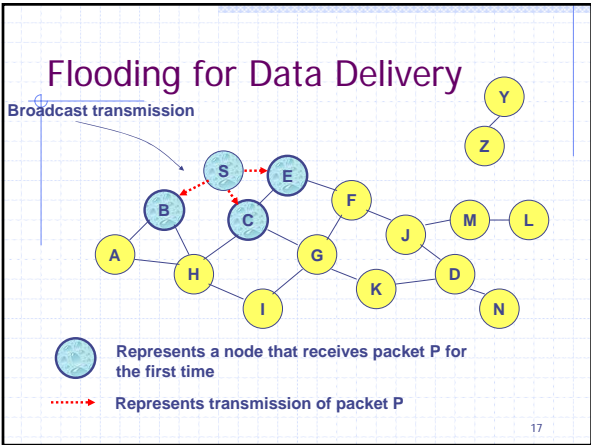 Flooding for Data Delivery
Broadcast transmission
Y
Z
S
E
B
C
F
M
L
J
A
H
G
D
K
I
N
Represents a node that receives packet P for
the first time
Represents transmission of packet P
17